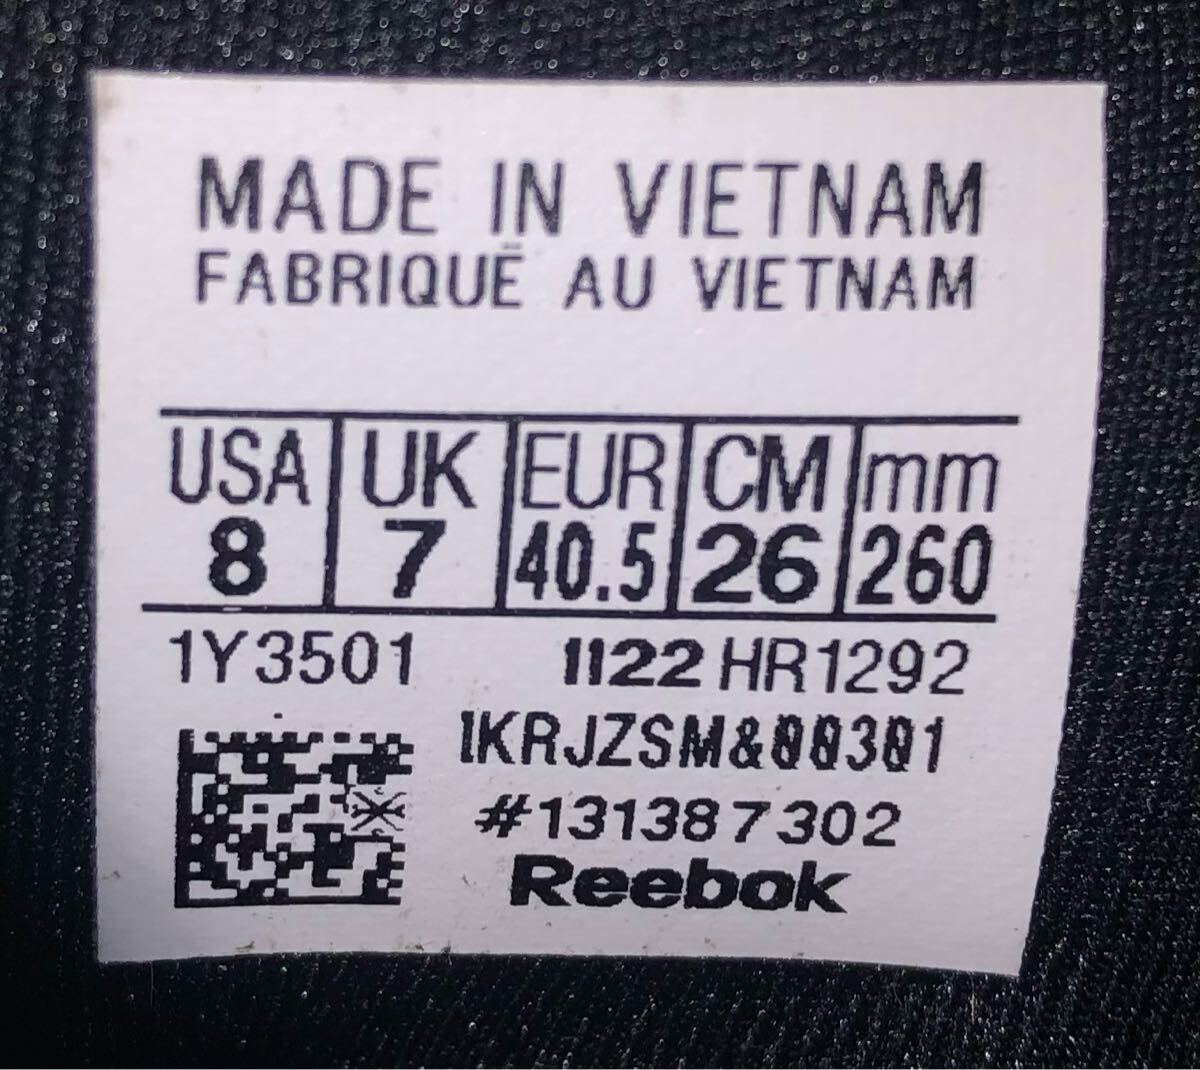 MADE IN VIETNAM
FABRIQUÉ AU VIETNAM
USA UK EUR CM mm
8 7 40.5 26 260
1Y3501 1122 HR1292
IKRJZSM&00301
#131387302
Reebok